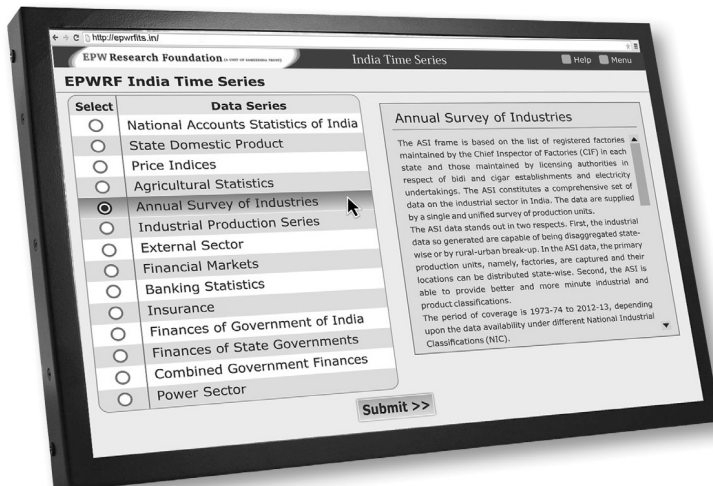 http://epwrfits.in/
EPW Research Foundation (A UNIT OF SAMEEKSHA TRUST)
India Time Series
Help
Menu
EPWRF India Time Series
Select
Data Series
National Accounts Statistics of India
State Domestic Product
Price Indices
Agricultural Statistics
Annual Survey of Industries
Industrial Production Series
External Sector
Financial Markets
Banking Statistics
Insurance
Finances of Government of India
Finances of State Governments
Combined Government Finances
Power Sector
Annual Survey of Industries
The ASI frame is based on the list of registered factories
maintained by the Chief Inspector of Factories (CIF) in each
state and those maintained by licensing authorities in
respect of bidi and cigar establishments and electricity
undertakings. The ASI constitutes a comprehensive set of
data on the industrial sector in India. The data are supplied
by a single and unified survey of production units.
The ASI data stands out in two respects. First, the industrial
data so generated are capable of being disaggregated state-
wise or by rural-urban break-up. In the ASI data, the primary
production units, namely, factories, are captured and their
locations can be distributed state-wise. Second, the ASI is
able to provide better and more minute industrial and
product classifications.
The period of coverage is 1973-74 to 2012-13, depending
upon the data availability under different National Industrial
Classifications (NIC).
Submit >>